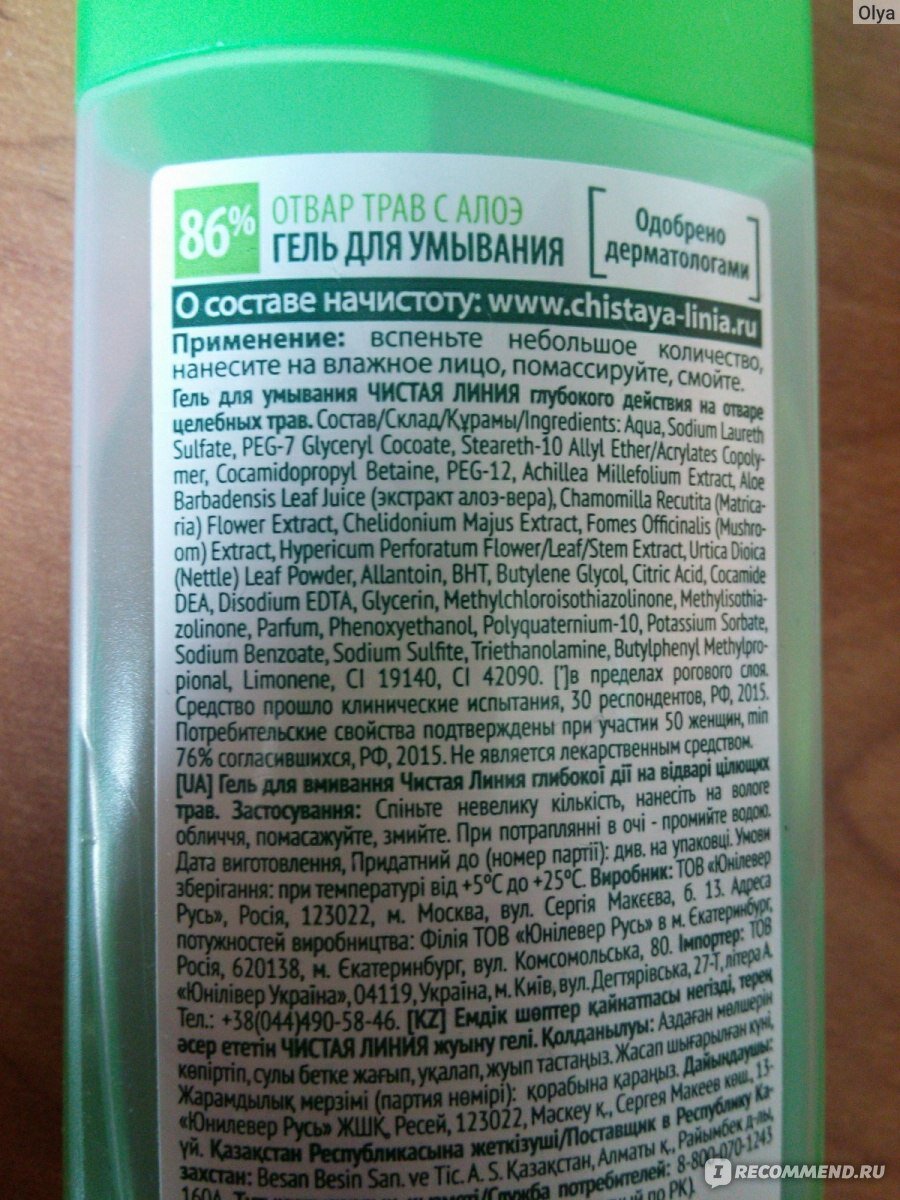 Olya
86%
ОТВАР ТРАВ С АЛОЭ
ГЕЛЬ ДЛЯ УМЫВАНИЯ
Одобрено
дерматологами
О составе начистоту: www.chistaya-linia.ru
Применение: вспеньте небольшое количество,
нанесите на влажное лицо, помассируйте, смойте.
Гель для умывания ЧИСТАЯ ЛИНИЯ глубокого действия на отваре
целебных трав. Состав/Склад/Құрамы/Ingredients: Aqua, Sodium Laureth
Sulfate, PEG-7 Glyceryl Cocoate, Steareth-10 Allyl Ether/Acrylates Copoly-
mer, Cocamidopropyl Betaine, PEG-12, Achillea Millefolium Extract, Aloe
Barbadensis Leaf Juice (экстракт алоэ-вера), Chamomilla Recutita (Matrica-
ria) Flower Extract, Chelidonium Majus Extract, Fomes Officinalis (Mushro-
om) Extract, Hypericum Perforatum Flower/Leaf/Stem Extract, Urtica Dioica
(Nettle) Leaf Powder, Allantoin, BHT, Butylene Glycol, Citric Acid, Cocamide
DEA, Disodium EDTA, Glycerin, Methylchloroisothiazolinone, Methylisothia-
zolinone, Parfum, Phenoxyethanol, Polyquaternium-10, Potassium Sorbate,
Sodium Benzoate, Sodium Sulfite, Triethanolamine, Butylphenyl Methylpro-
pional, Limonene, CI 19140, CI 42090. [*]в пределах рогового слоя.
Средство прошло клинические испытания, 30 респондентов, РФ, 2015.
Потребительские свойства подтверждены при участии 50 женщин, min
76% согласившихся, РФ, 2015. Не является лекарственным средством.
[UA] Гель для вмивання Чистая Линия глибокої дії на відварі цілющих
трав. Застосування: Спіньте невелику кількість, нанесіть на вологе
обличчя, помасажуйте, змийте. При потраплянні в очі - промийте водою.
Дата виготовлення, Придатний до (номер партії): див. на упаковці. Умови
зберігання: при температурі від +5°С до +25°С. Виробник: ТОВ «Юнілевер
Русь», Росія, 123022, м. Москва, вул. Сергія Макєєва, б. 13. Адреса
потужностей виробництва: Філія ТОВ «Юнілевер Русь» в м. Єкатеринбург,
Росія, 620138, м. Єкатеринбург, вул. Комсомольська, 80. Імпортер: ТОВ
«Юнілівер Україна», 04119, Україна, м. Київ, вул. Дегтярівська, 27-Т, літера А.
Тел.: +38(044)490-58-46. [KZ] Емдік шөптер қайнатпасы негізді, терең
әсер ететін ЧИСТАЯ ЛИНИЯ жуыну гелі. Қолданылуы: Аздаған мөлшерін
көпіртіп, сулы бетке жағып, уқалап, жуып тастаңыз. Жасап шығарылған күні,
Жарамдылық мерзімі (партия нөмірі): қорабына қараңыз. Дайындаушы:
«Юнилевер Русь» ЖШҚ, Ресей, 123022, Маскеу қ., Сергея Макеев көш., 13-
үй. Қазақстан Республикасына жеткізуші/Поставщик в Республику Ка-
захстан: Besan Besin San. ve Tic. A. S. Қазақстан, Алматы қ., Райымбек д-лы,
160А. қызметі/Служба потребителей: 8-800-070-1243
по РК).
IRECOMMEND.RU